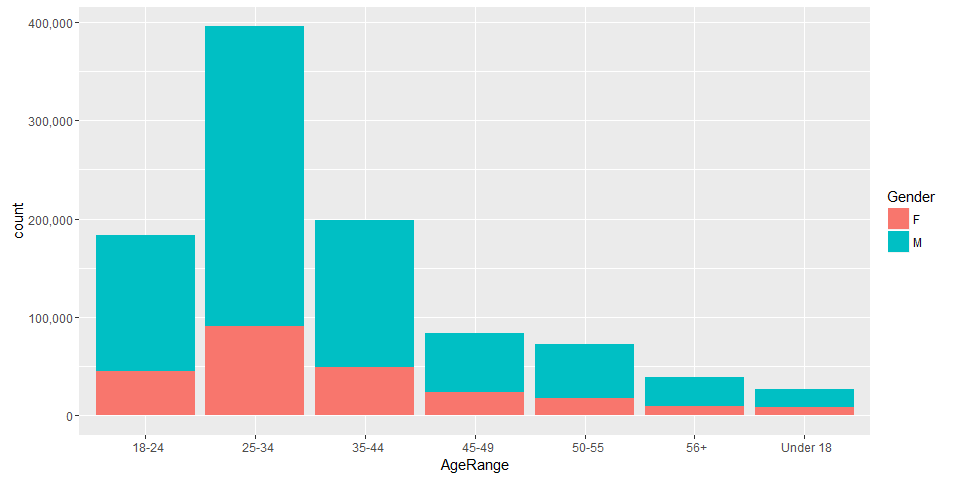 400,000
300,000
200,000
100,000
0
count
18-24 25-34 35-44 45-49 50-55 56+ Under 18
AgeRange
Gender
F
M